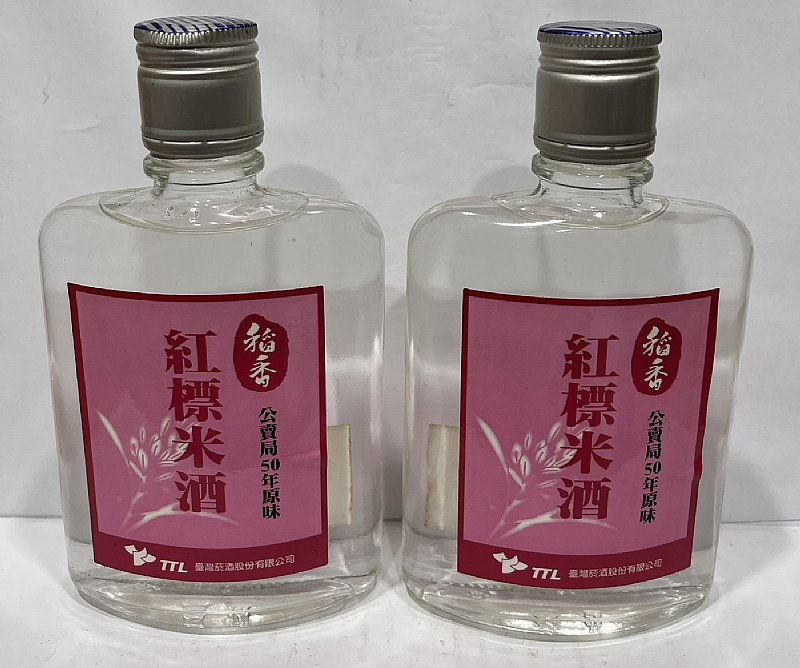 稻香
公賣局50年原味
紅標米酒
TTL 臺灣菸酒股份有限公司
稻香
公賣局50年原味
紅標米酒
TTL 臺灣菸酒股份有限公司